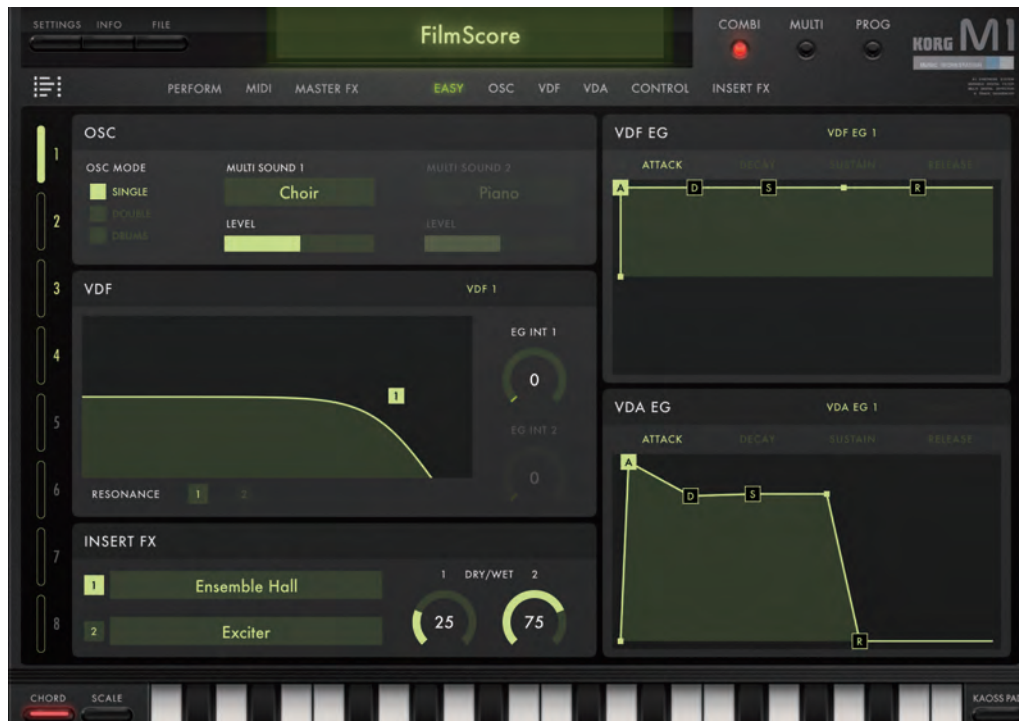 SETTINGS INFO FILE
FilmScore
COMBI MULTI PROG
KORG M1
PERFORM MIDI MASTER FX EASY OSC VDF VDA CONTROL INSERT FX
1
2
3
4
5
6
7
8
OSC
OSC MODE
SINGLE
DOUBLE
DRUMS
MULTI SOUND 1
Choir
LEVEL
MULTI SOUND 2
Piano
LEVEL
VDF VDF 1
1
EG INT 1
0
EG INT 2
0
RESONANCE 1 2
INSERT FX
1 Ensemble Hall
2 Exciter
1 DRY/WET 2
25 75
VDF EG VDF EG 1
ATTACK DECAY SUSTAIN RELEASE
A D S R
VDA EG VDA EG 1
ATTACK DECAY SUSTAIN RELEASE
A
D S
R
CHORD SCALE
KAOSS PAD